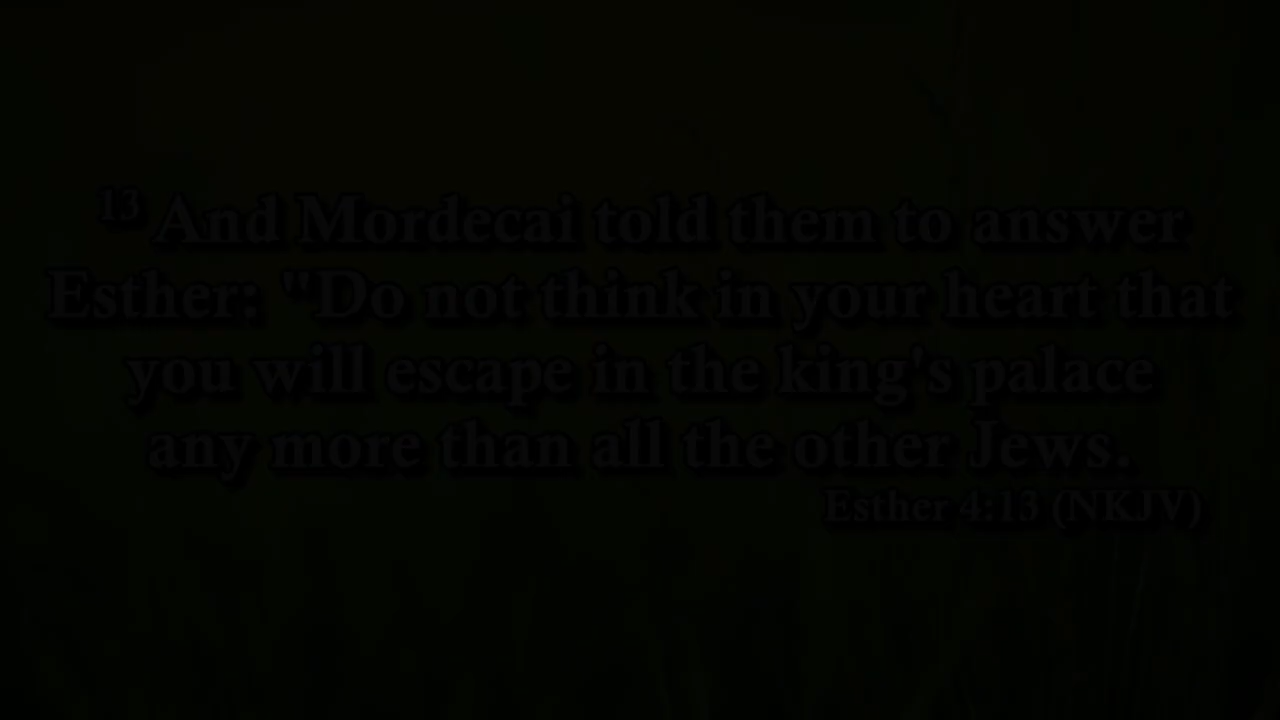 13 And Mordecai told them to answer
Esther: "Do not think in your heart that
you will escape in the king's palace
any more than all the other Jews.
Esther 4:13 (NKJV)